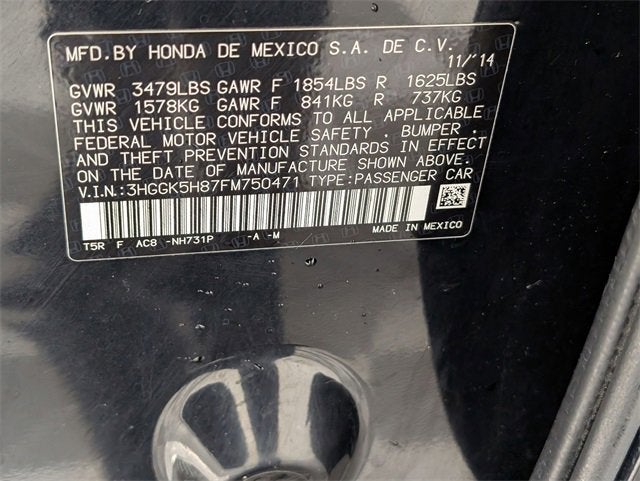 MFD. BY HONDA DE MEXICO S.A. DE C.V.
11/'14
GVWR 3479LBS GAWR F 1854LBS R 1625LBS
GVWR 1578KG GAWR F 841KG R 737KG
THIS VEHICLE CONFORMS TO ALL APPLICABLE
FEDERAL MOTOR VEHICLE SAFETY . BUMPER .
AND THEFT PREVENTION STANDARDS IN EFFECT
ON THE DATE OF MANUFACTURE SHOWN ABOVE.
V.I.N.:3HGGK5H87FM750471 TYPE:PASSENGER CAR
T5R F AC8 -NH731P -A -M
MADE IN MEXICO